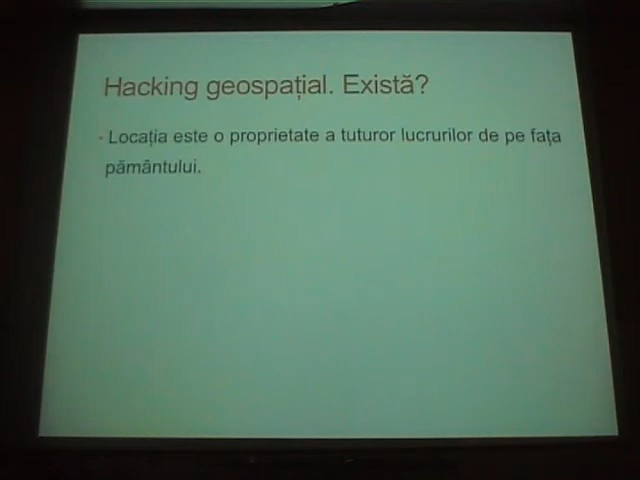 Hacking geospațial. Există?
• Locația este o proprietate a tuturor lucrurilor de pe fața
pământului.